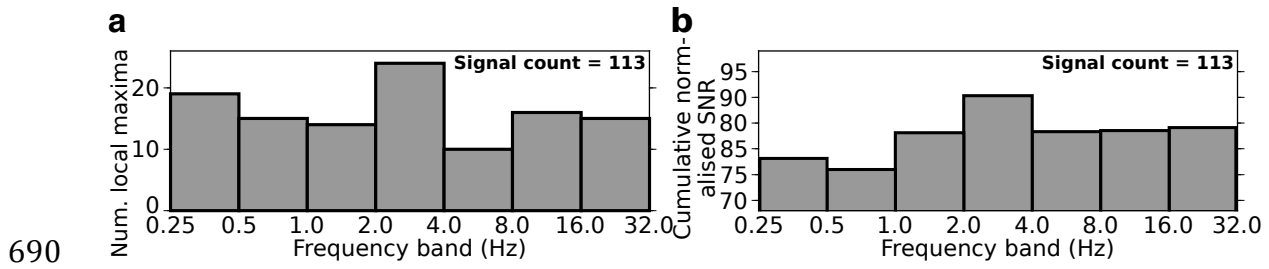 a
Num. local maxima
20
10
0
Signal count = 113
0.25 0.5 1.0 2.0 4.0 8.0 16.0 32.0
Frequency band (Hz)
b
Cumulative norm-
alised SNR
95
90
80
85
75
70
Signal count = 113
0.25 0.5 1.0 2.0 4.0 8.0 16.0 32.0
Frequency band (Hz)
690